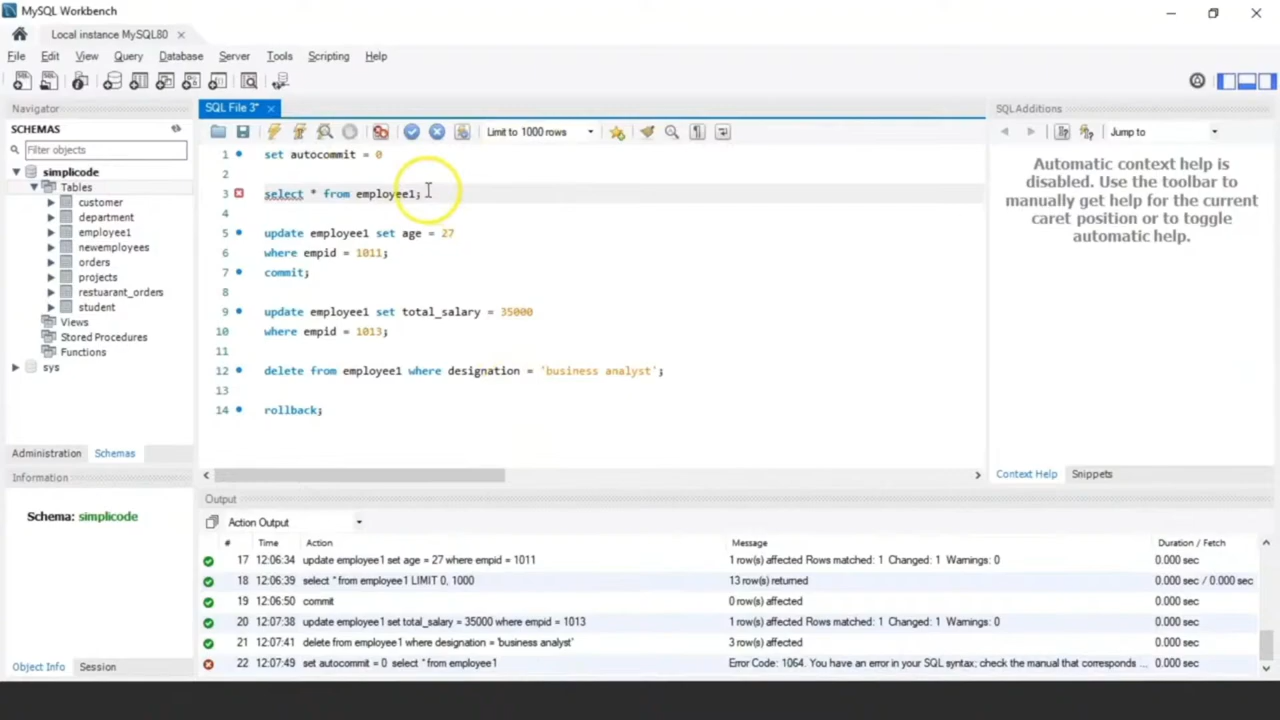 MySQL Workbench
Local instance MySQL80
File Edit View Query Database Server Tools Scripting Help
Navigator
SCHEMAS
Filter objects
simplicode
Tables
customer
department
employee1
newemployees
orders
projects
restuarant_orders
student
Views
Stored Procedures
Functions
sys
Administration Schemas
Information
Schema: simplicode
Object Info Session
SQL File 3*
Limit to 1000 rows
1 set autocommit = 0
2
3 select * from employee1;
4
5 update employee1 set age = 27
6 where empid = 1011;
7 commit;
8
9 update employee1 set total_salary = 35000
10 where empid = 1013;
11
12 delete from employee1 where designation = 'business analyst';
13
14 rollback;
SQL Additions
Jump to
Automatic context help is
disabled. Use the toolbar to
manually get help for the current
caret position or to toggle
automatic help.
Context Help Snippets
Output
Action Output
# Time Action Message Duration / Fetch
17 12:06:34 update employee1 set age = 27 where empid = 1011 1 row(s) affected Rows matched: 1 Changed: 1 Warnings: 0 0.000 sec
18 12:06:39 select * from employee1 LIMIT 0, 1000 13 row(s) returned 0.000 sec / 0.000 sec
19 12:06:50 commit 0 row(s) affected 0.000 sec
20 12:07:38 update employee1 set total_salary = 35000 where empid = 1013 1 row(s) affected Rows matched: 1 Changed: 1 Warnings: 0 0.000 sec
21 12:07:41 delete from employee1 where designation = 'business analyst' 3 row(s) affected 0.000 sec
22 12:07:49 set autocommit = 0 select * from employee1 Error Code: 1064. You have an error in your SQL syntax; check the manual that corresponds ... 0.000 sec